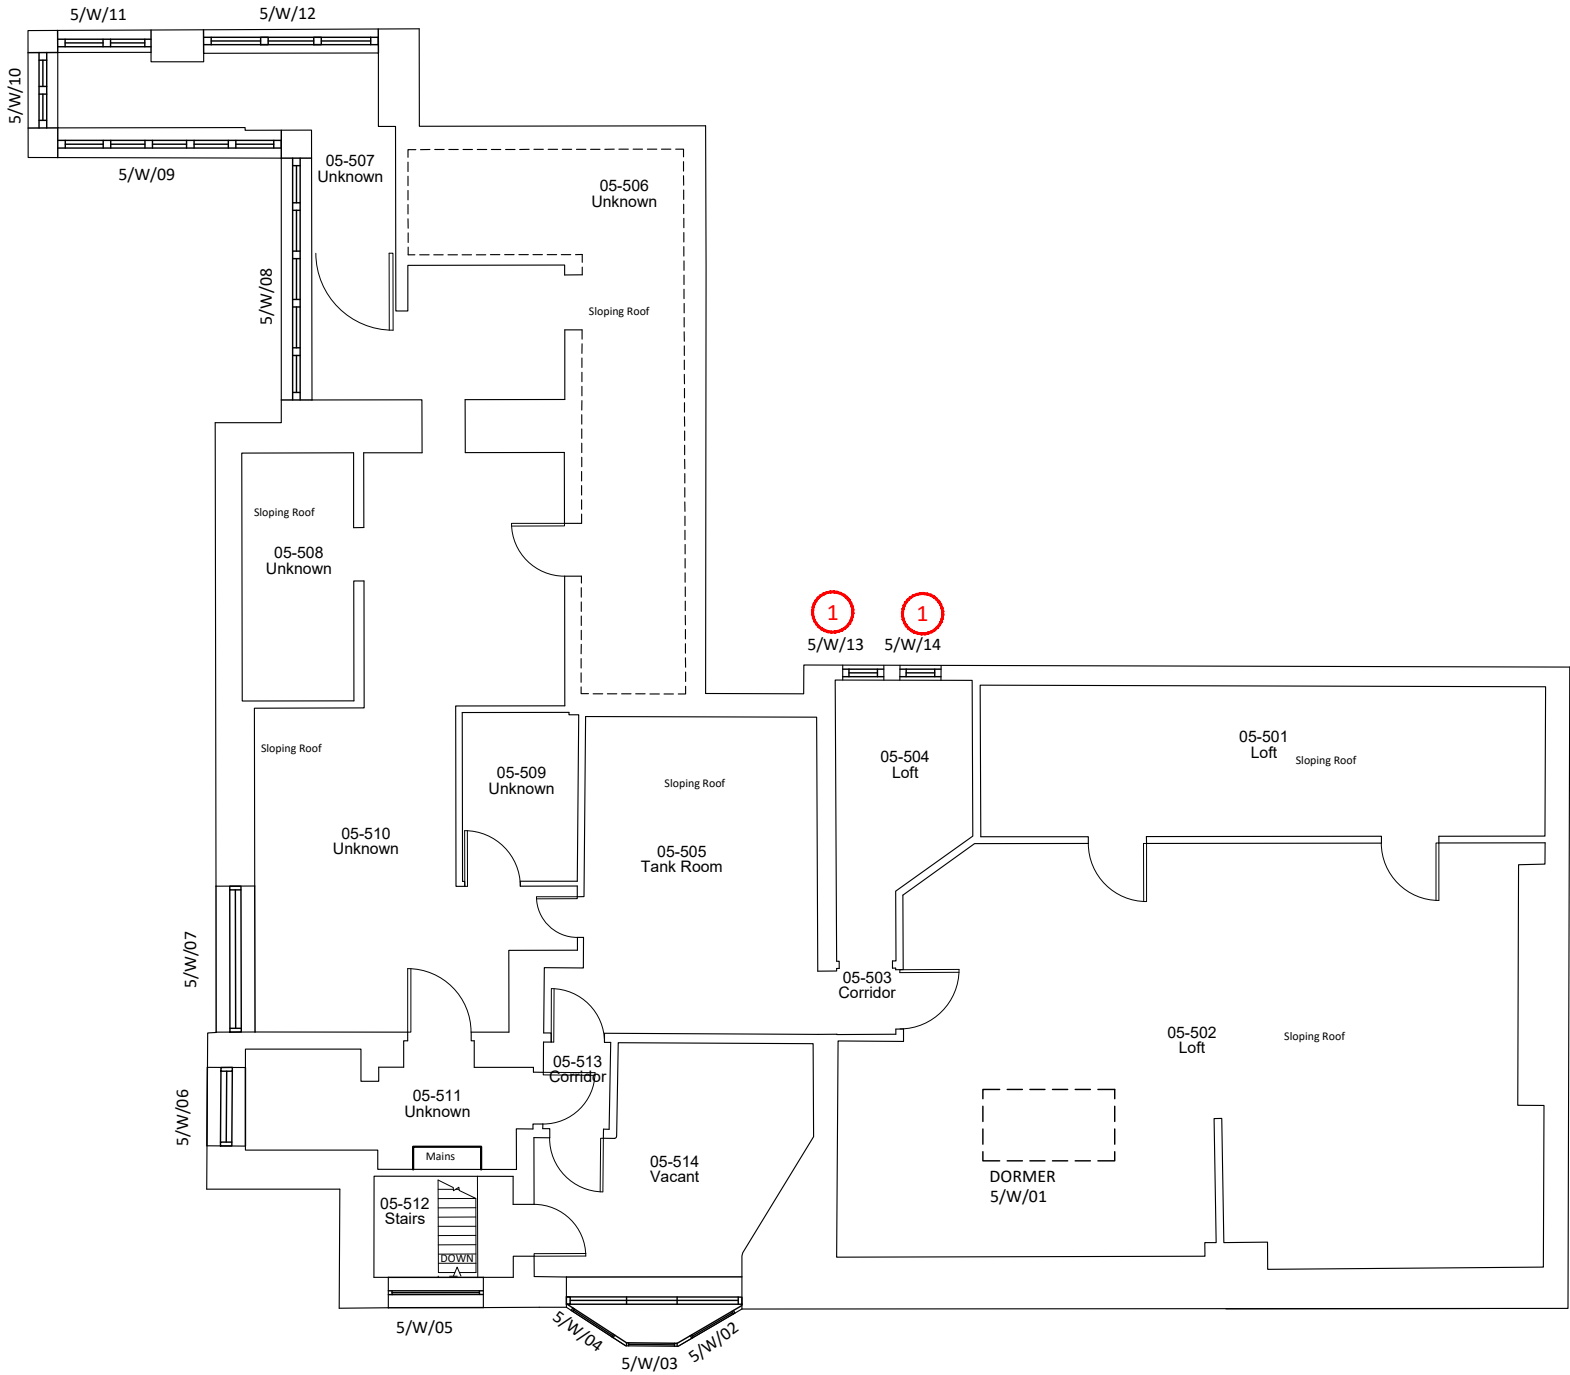 5/W/11
5/W/12
5/W/10
5/W/09
05-507
Unknown
05-506
Unknown
5/W/08
Sloping Roof
Sloping Roof
05-508
Unknown
1
1
5/W/13
5/W/14
Sloping Roof
05-509
Unknown
Sloping Roof
05-504
Loft
05-501
Loft
Sloping Roof
05-510
Unknown
05-505
Tank Room
5/W/07
05-503
Corridor
05-502
Loft
Sloping Roof
05-513
Corridor
05-511
Unknown
5/W/06
Mains
05-514
Vacant
DORMER
5/W/01
05-512
Stairs
DOWN
5/W/05
5/W/04
5/W/03
5/W/02